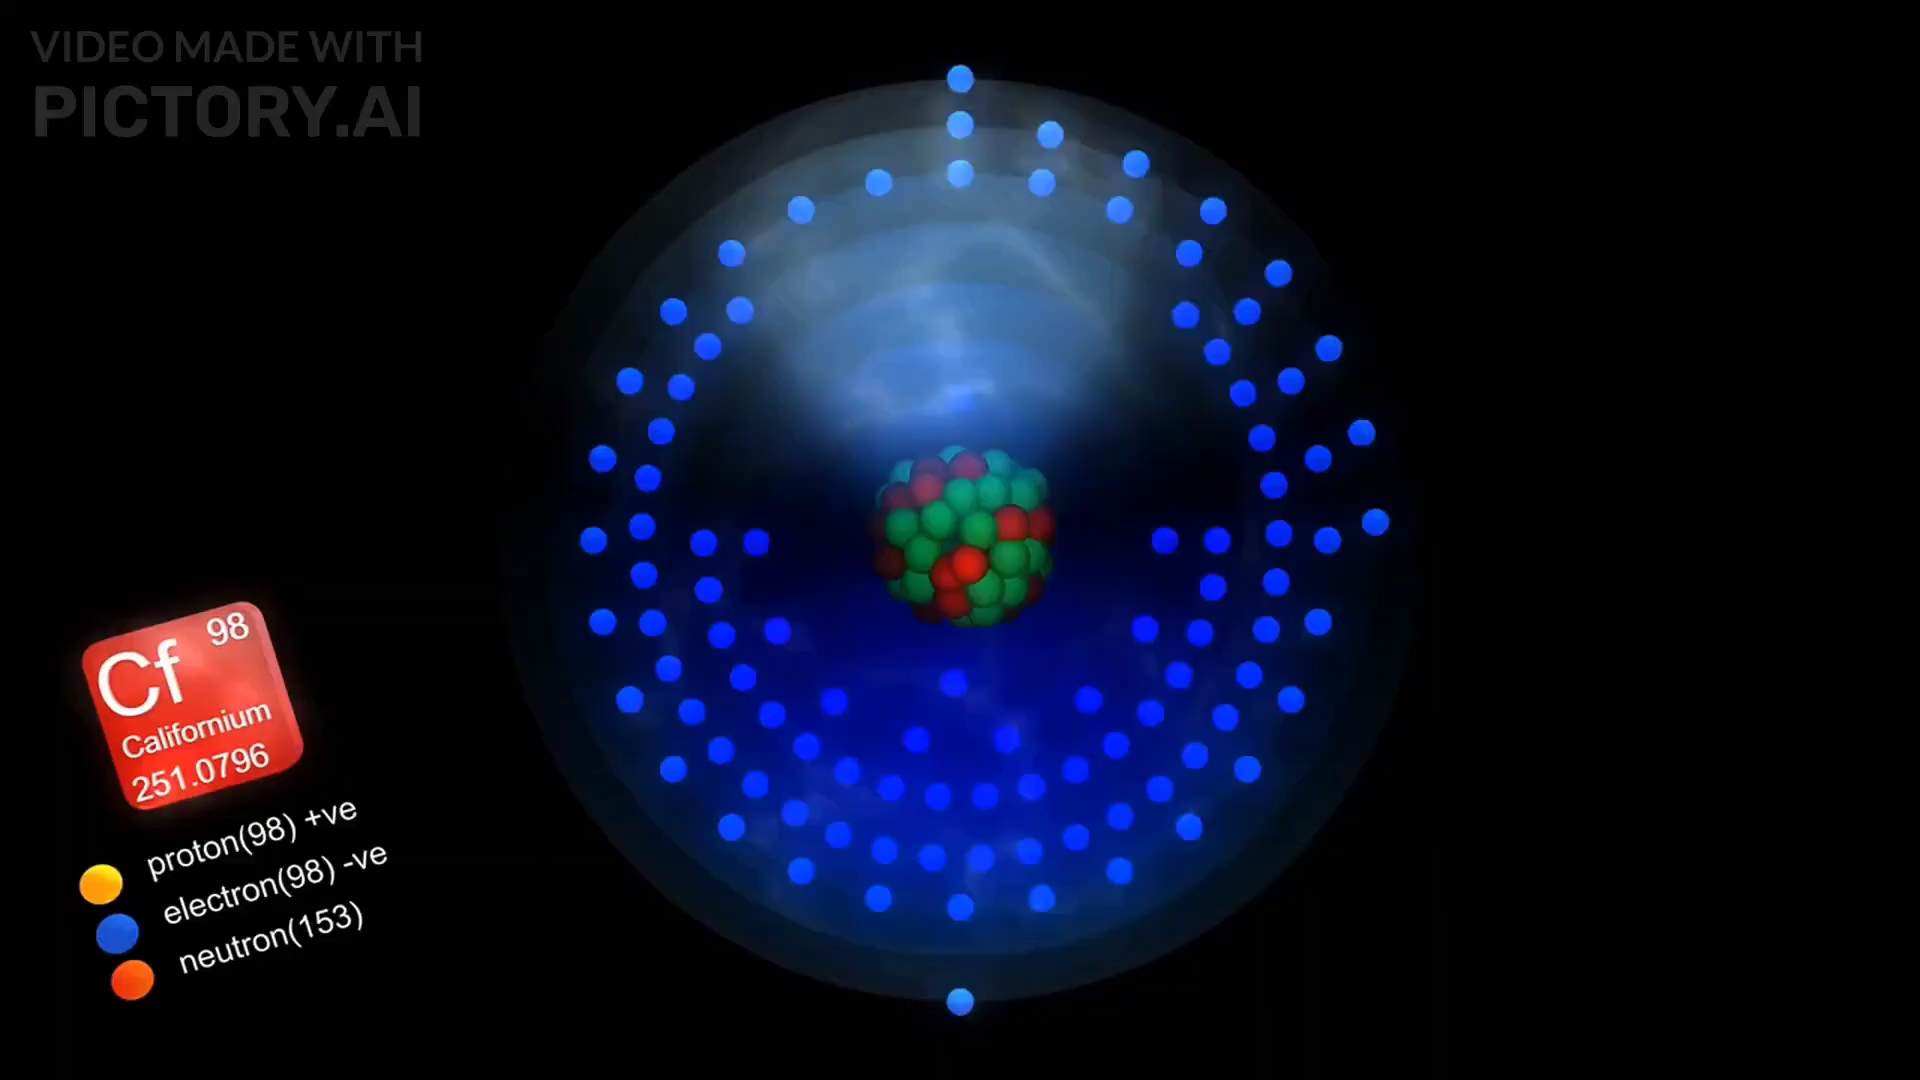 VIDEO MADE WITH
PICTORY.AI
98
Cf
Californium
251.0796
proton(98) +ve
electron(98) -ve
neutron(153)